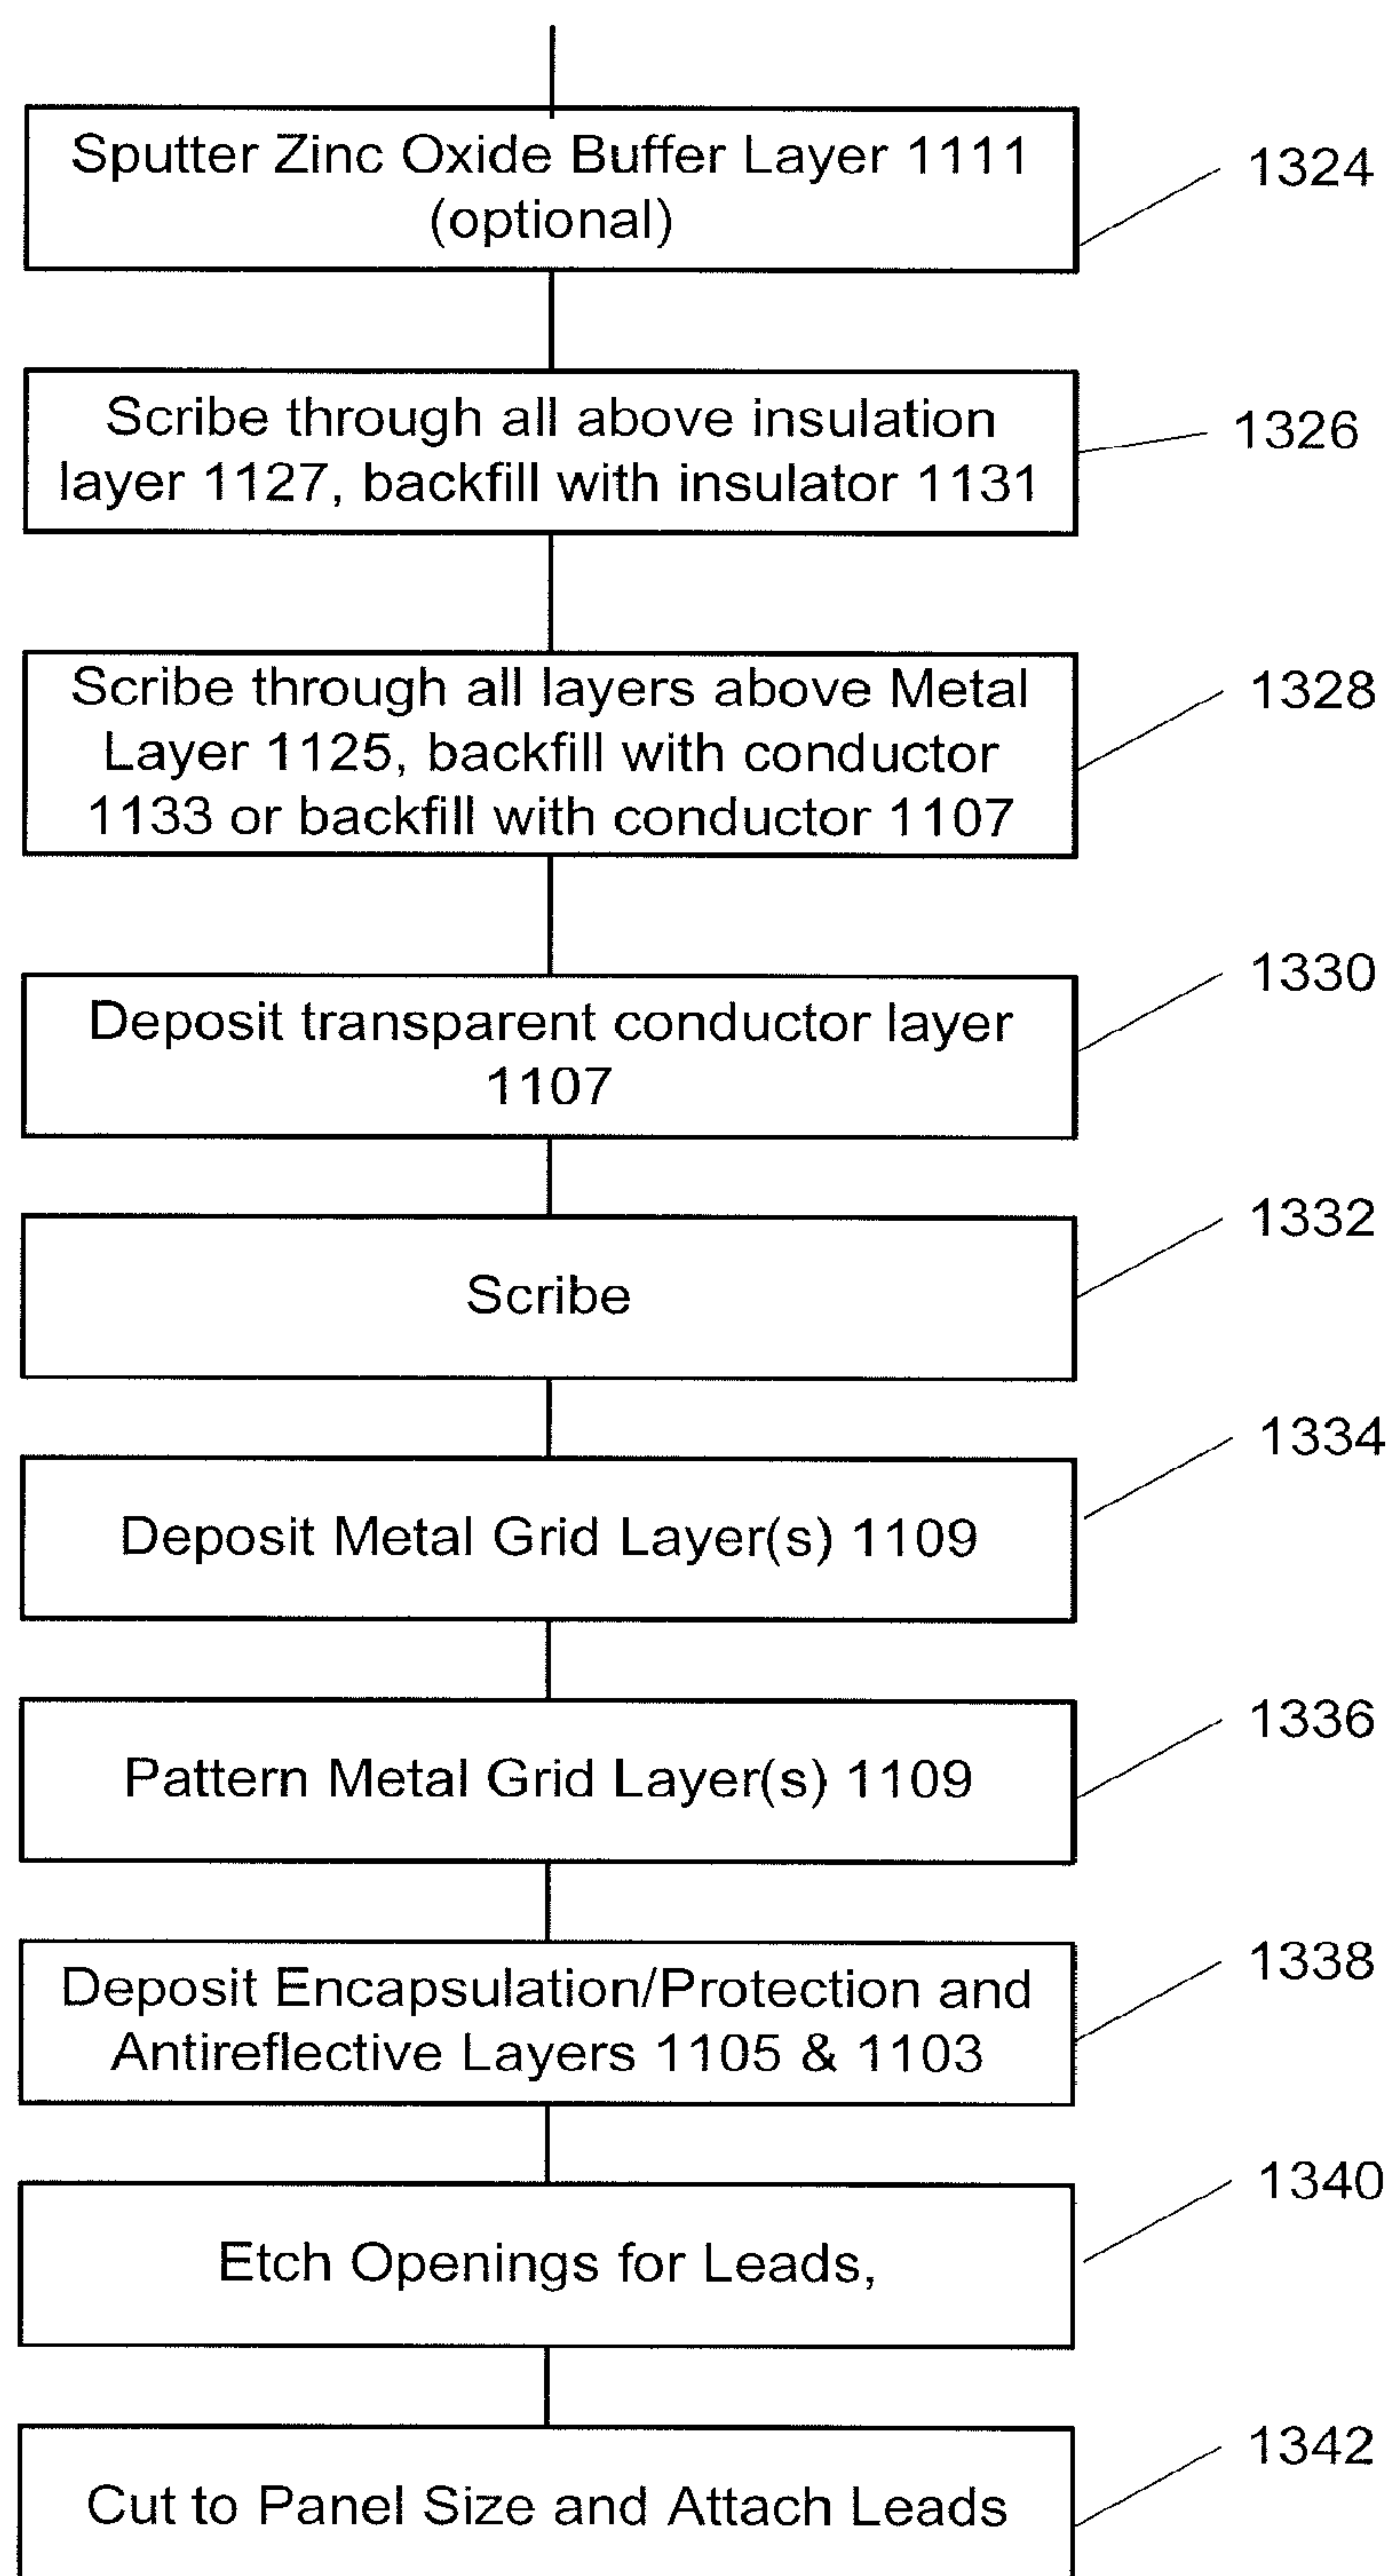 Sputter Zinc Oxide Buffer Layer 1111
(optional)
1324
Scribe through all above insulation
layer 1127, backfill with insulator 1131
1326
Scribe through all layers above Metal
Layer 1125, backfill with conductor
1133 or backfill with conductor 1107
1328
Deposit transparent conductor layer
1107
1330
Scribe
1332
Deposit Metal Grid Layer(s) 1109
1334
Pattern Metal Grid Layer(s) 1109
1336
Deposit Encapsulation/Protection and
Antireflective Layers 1105 & 1103
1338
Etch Openings for Leads,
1340
Cut to Panel Size and Attach Leads
1342